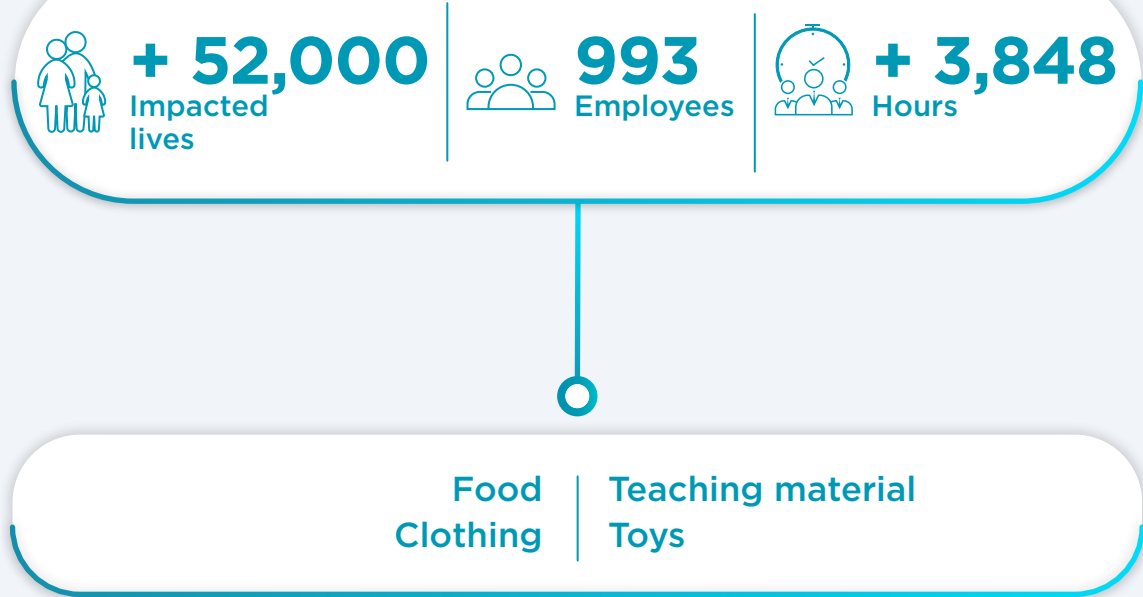 + 52,000
Impacted
lives
993
Employees
+ 3,848
Hours
Food
Clothing
Teaching material
Toys